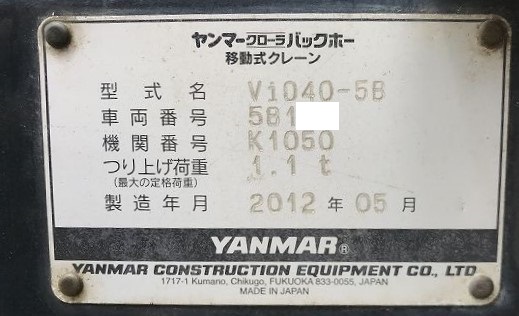 ヤンマークローラバックホー
移動式クレーン
型式名 ViO40-5B
車両番号 5B1
機関番号 K1050
つり上げ荷重 1.1 t
(最大の定格荷重)
製造年月 2012 年 05 月
YANMAR®
YANMAR CONSTRUCTION EQUIPMENT CO., LTD
1717-1 Kumano, Chikugo, FUKUOKA 833-0055, JAPAN
MADE IN JAPAN